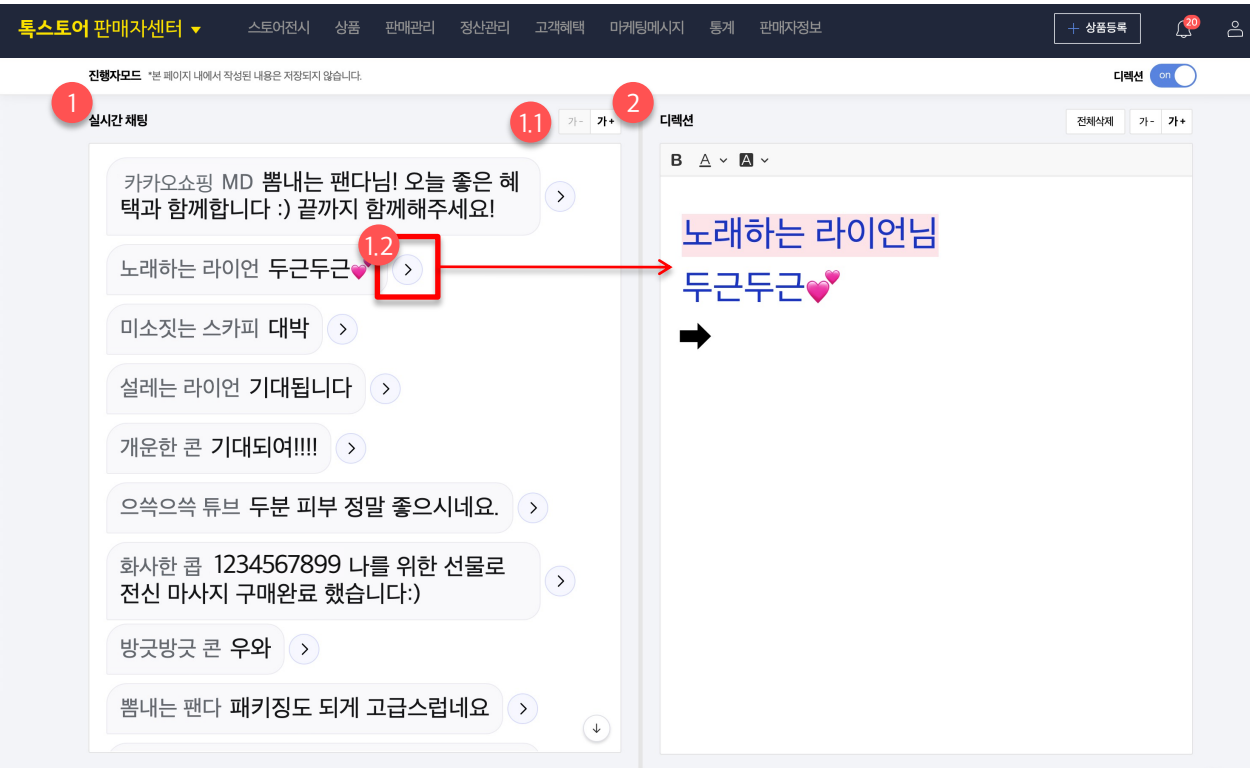 톡스토어 판매자센터 ▼ 스토어전시 상품 판매관리 정산관리 고객혜택 마케팅메시지 통계 판매자정보 + 상품등록 20
진행자모드 *본 페이지 내에서 작성된 내용은 저장되지 않습니다. 디렉션 on
1
실시간 채팅
1.1
가- 가+
카카오쇼핑 MD 뽐내는 팬다님! 오늘 좋은 혜
택과 함께합니다 :) 끝까지 함께해주세요!
노래하는 라이언 두근두근💕
1.2
미소짓는 스카피 대박
설레는 라이언 기대됩니다
개운한 콘 기대되여!!!!
으쓱으쓱 튜브 두분 피부 정말 좋으시네요.
화사한 콥 1234567899 나를 위한 선물로
전신 마사지 구매완료 했습니다:)
방긋방긋 콘 우와
뽐내는 팬다 패키징도 되게 고급스럽네요
2
디렉션
전체삭제 가- 가+
B A A
노래하는 라이언님
두근두근💕